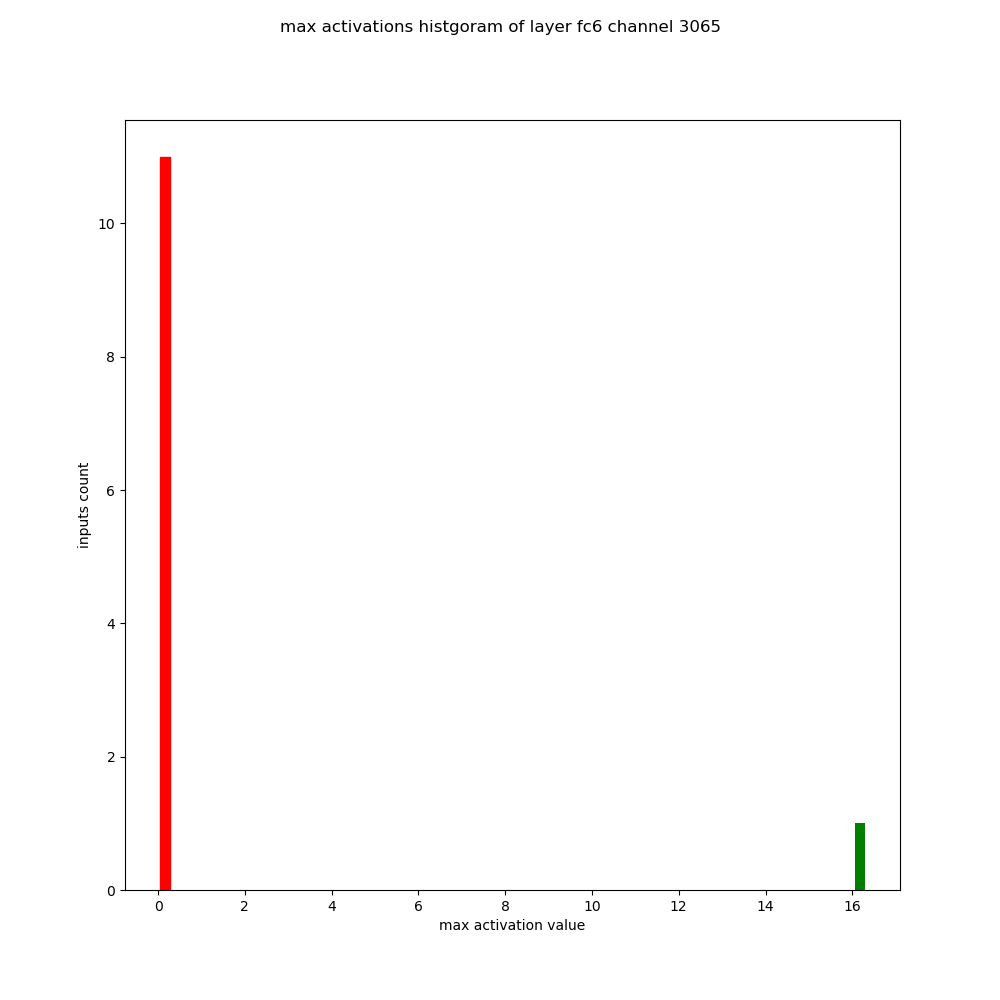 max activations histgoram of layer fc6 channel 3065
10
8
6
4
2
0
inputs count
0 2 4 6 8 10 12 14 16
max activation value